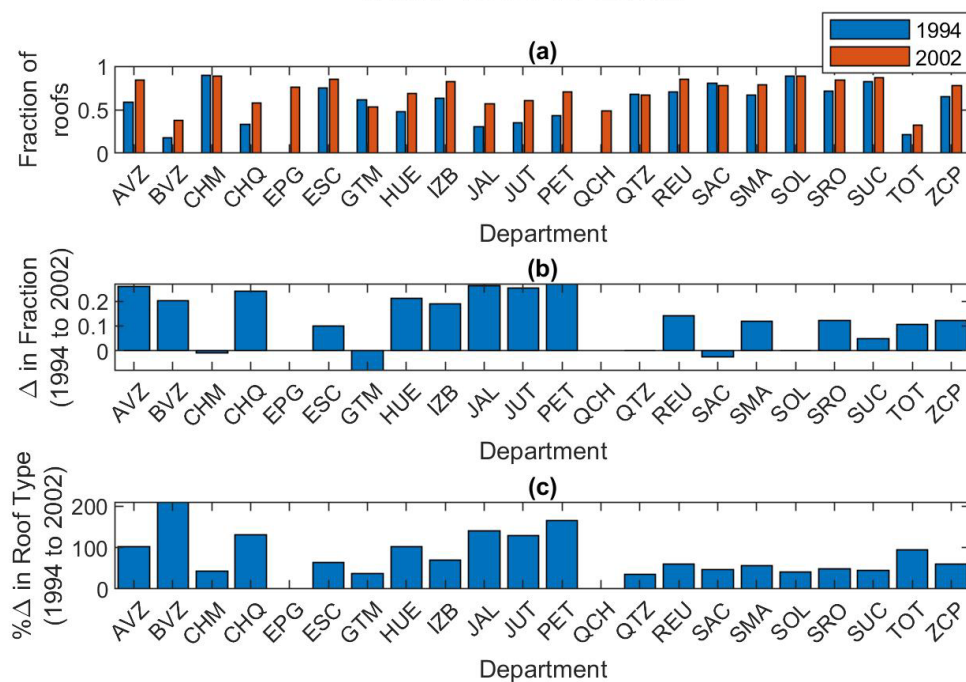 1994
2002
(a)
Fraction of
roofs
1
0.5
0
AVZ BVZ CHM CHQ EPG ESC GTM HUE IZB JAL JUT PET QCH QTZ REU SAC SMA SOL SRO SUC TOT ZCP
Department
(b)
Δ in Fraction
(1994 to 2002)
0.2
0.1
0
AVZ BVZ CHM CHQ EPG ESC GTM HUE IZB JAL JUT PET QCH QTZ REU SAC SMA SOL SRO SUC TOT ZCP
Department
(c)
%Δ in Roof Type
(1994 to 2002)
200
100
0
AVZ BVZ CHM CHQ EPG ESC GTM HUE IZB JAL JUT PET QCH QTZ REU SAC SMA SOL SRO SUC TOT ZCP
Department